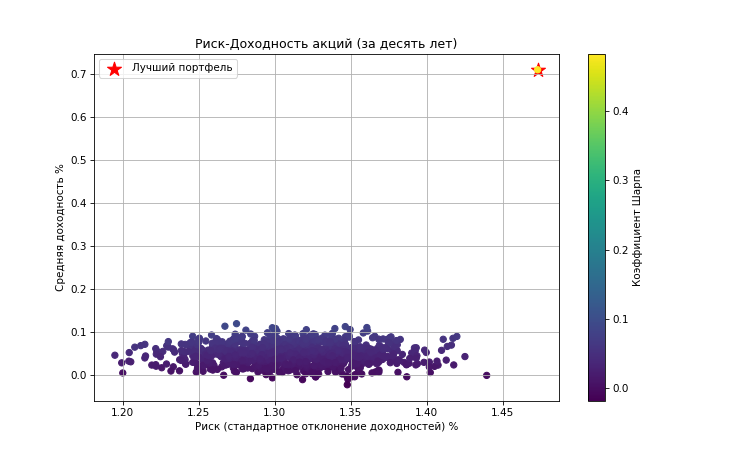 Риск-Доходность акций (за десять лет)
Лучший портфель
Средняя доходность %
0.7
0.6
0.5
0.4
0.3
0.2
0.1
0.0
1.20 1.25 1.30 1.35 1.40 1.45
Риск (стандартное отклонение доходностей) %
0.4
0.3
0.2
0.1
0.0
Коэффициент Шарпа